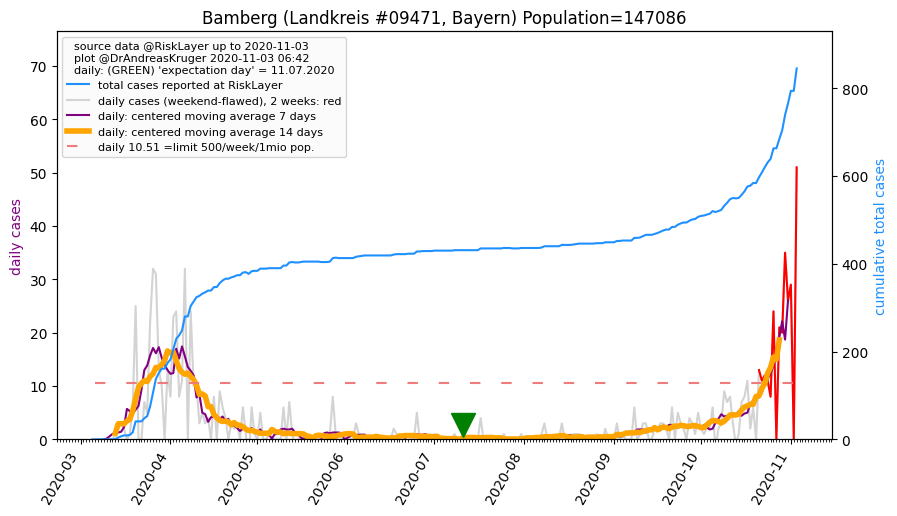 Bamberg (Landkreis #09471, Bayern) Population=147086
source data @RiskLayer up to 2020-11-03
plot @DrAndreasKruger 2020-11-03 06:42
daily: (GREEN) 'expectation day' = 11.07.2020
total cases reported at RiskLayer
daily cases (weekend-flawed), 2 weeks: red
daily: centered moving average 7 days
daily: centered moving average 14 days
daily 10.51 =limit 500/week/1mio pop.
daily cases
70
60
50
40
30
20
10
0
cumulative total cases
800
600
400
200
0
2020-03
2020-04
2020-05
2020-06
2020-07
2020-08
2020-09
2020-10
2020-11